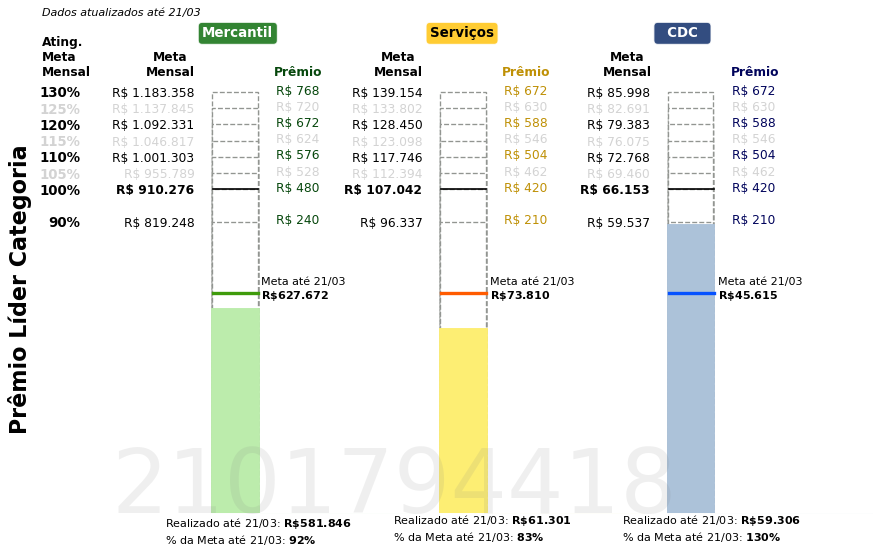 Dados atualizados até 21/03
Mercantil Serviços CDC
Ating. Meta Mensal
Meta Mensal Prêmio Meta Mensal Prêmio Meta Mensal Prêmio
130% R$ 1.183.358 R$ 768 R$ 139.154 R$ 672 R$ 85.998 R$ 672
125% R$ 1.137.845 R$ 720 R$ 133.802 R$ 630 R$ 82.691 R$ 630
120% R$ 1.092.331 R$ 672 R$ 128.450 R$ 588 R$ 79.383 R$ 588
115% R$ 1.046.817 R$ 624 R$ 123.098 R$ 546 R$ 76.075 R$ 546
110% R$ 1.001.303 R$ 576 R$ 117.746 R$ 504 R$ 72.768 R$ 504
105% R$ 955.789 R$ 528 R$ 112.394 R$ 462 R$ 69.460 R$ 462
100% R$ 910.276 R$ 480 R$ 107.042 R$ 420 R$ 66.153 R$ 420
90% R$ 819.248 R$ 240 R$ 96.337 R$ 210 R$ 59.537 R$ 210
Prêmio Líder Categoria
Meta até 21/03 Meta até 21/03 Meta até 21/03
R$627.672 R$73.810 R$45.615
2101794418
Realizado até 21/03: R$581.846 Realizado até 21/03: R$61.301 Realizado até 21/03: R$59.306
% da Meta até 21/03: 92% % da Meta até 21/03: 83% % da Meta até 21/03: 130%